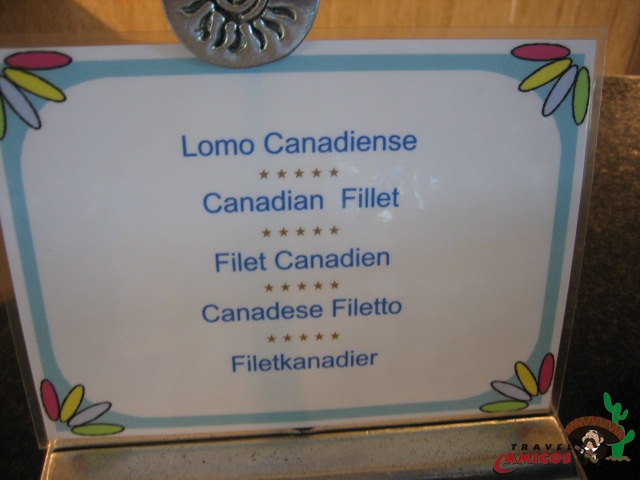 Lomo Canadiense
★★★★★
Canadian Fillet
★★★★★
Filet Canadien
★★★★★
Canadese Filetto
★★★★★
Filetkanadier
TRAVEL
AMIGOS